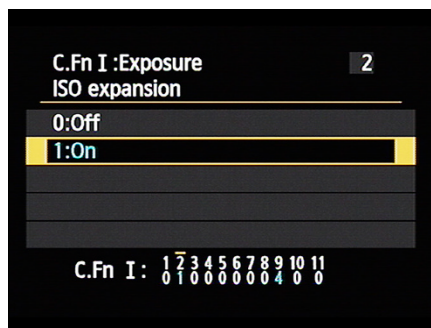 C.Fn I :Exposure 2
ISO expansion
0:Off
1:On
C.Fn I : 1 2 3 4 5 6 7 8 9 10 11
0 1 0 0 0 0 0 0 4 0 0